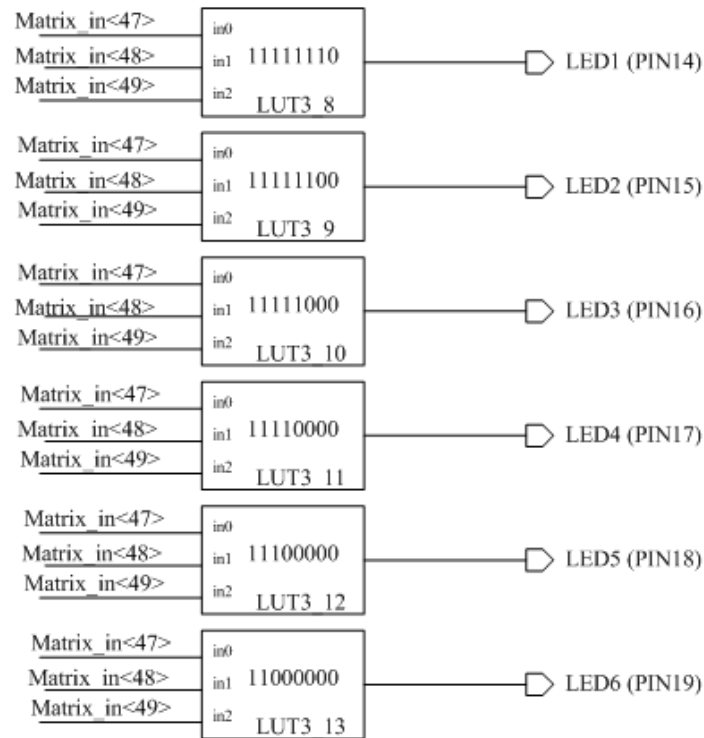 Matrix_in<47>
in0
Matrix_in<48>
in1 11111110
LED1 (PIN14)
Matrix_in<49>
in2
LUT3_8
Matrix_in<47>
in0
Matrix_in<48>
in1 11111100
LED2 (PIN15)
Matrix_in<49>
in2
LUT3_9
Matrix_in<47>
in0
Matrix_in<48>
in1 11111000
LED3 (PIN16)
Matrix_in<49>
in2
LUT3_10
Matrix_in<47>
in0
Matrix_in<48>
in1 11110000
LED4 (PIN17)
Matrix_in<49>
in2
LUT3_11
Matrix_in<47>
in0
Matrix_in<48>
in1 11100000
LED5 (PIN18)
Matrix_in<49>
in2
LUT3_12
Matrix_in<47>
in0
Matrix_in<48>
in1 11000000
LED6 (PIN19)
Matrix_in<49>
in2
LUT3_13